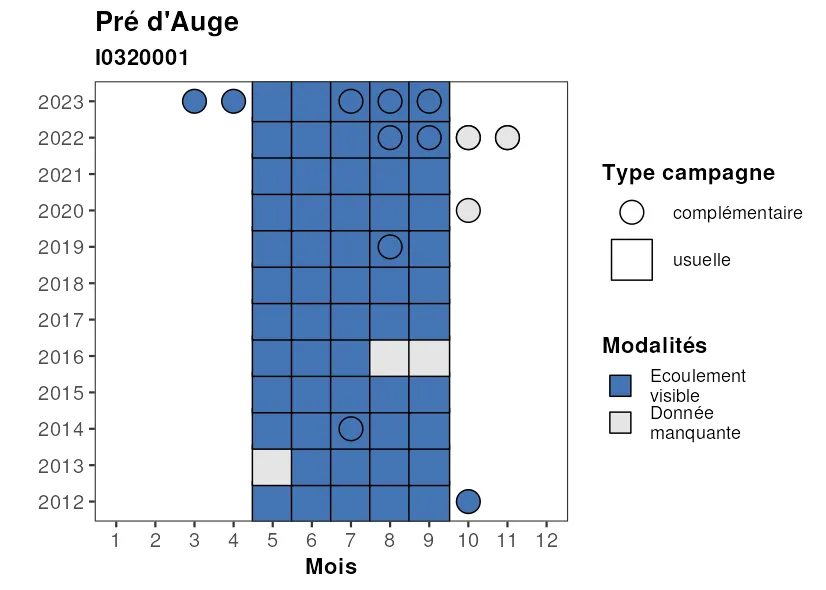 Pré d'Auge
I0320001
2023
2022
2021
2020
2019
2018
2017
2016
2015
2014
2013
2012
1 2 3 4 5 6 7 8 9 10 11 12
Mois
Type campagne
complémentaire
usuelle
Modalités
Ecoulement
visible
Donnée
manquante